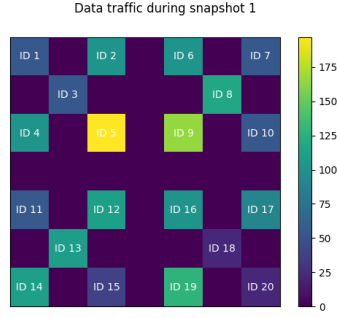 Data traffic during snapshot 1
ID 1 ID 2 ID 6 ID 7
ID 3 ID 8
ID 4 ID 5 ID 9 ID 10
ID 11 ID 12 ID 16 ID 17
ID 13 ID 18
ID 14 ID 15 ID 19 ID 20
175
150
125
100
75
50
25
0